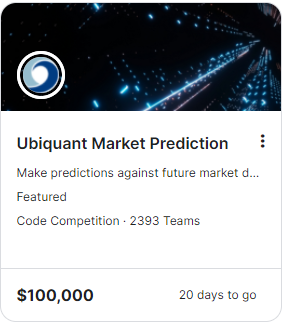 Ubiquant Market Prediction
Make predictions against future market d...
Featured
Code Competition · 2393 Teams
$100,000
20 days to go